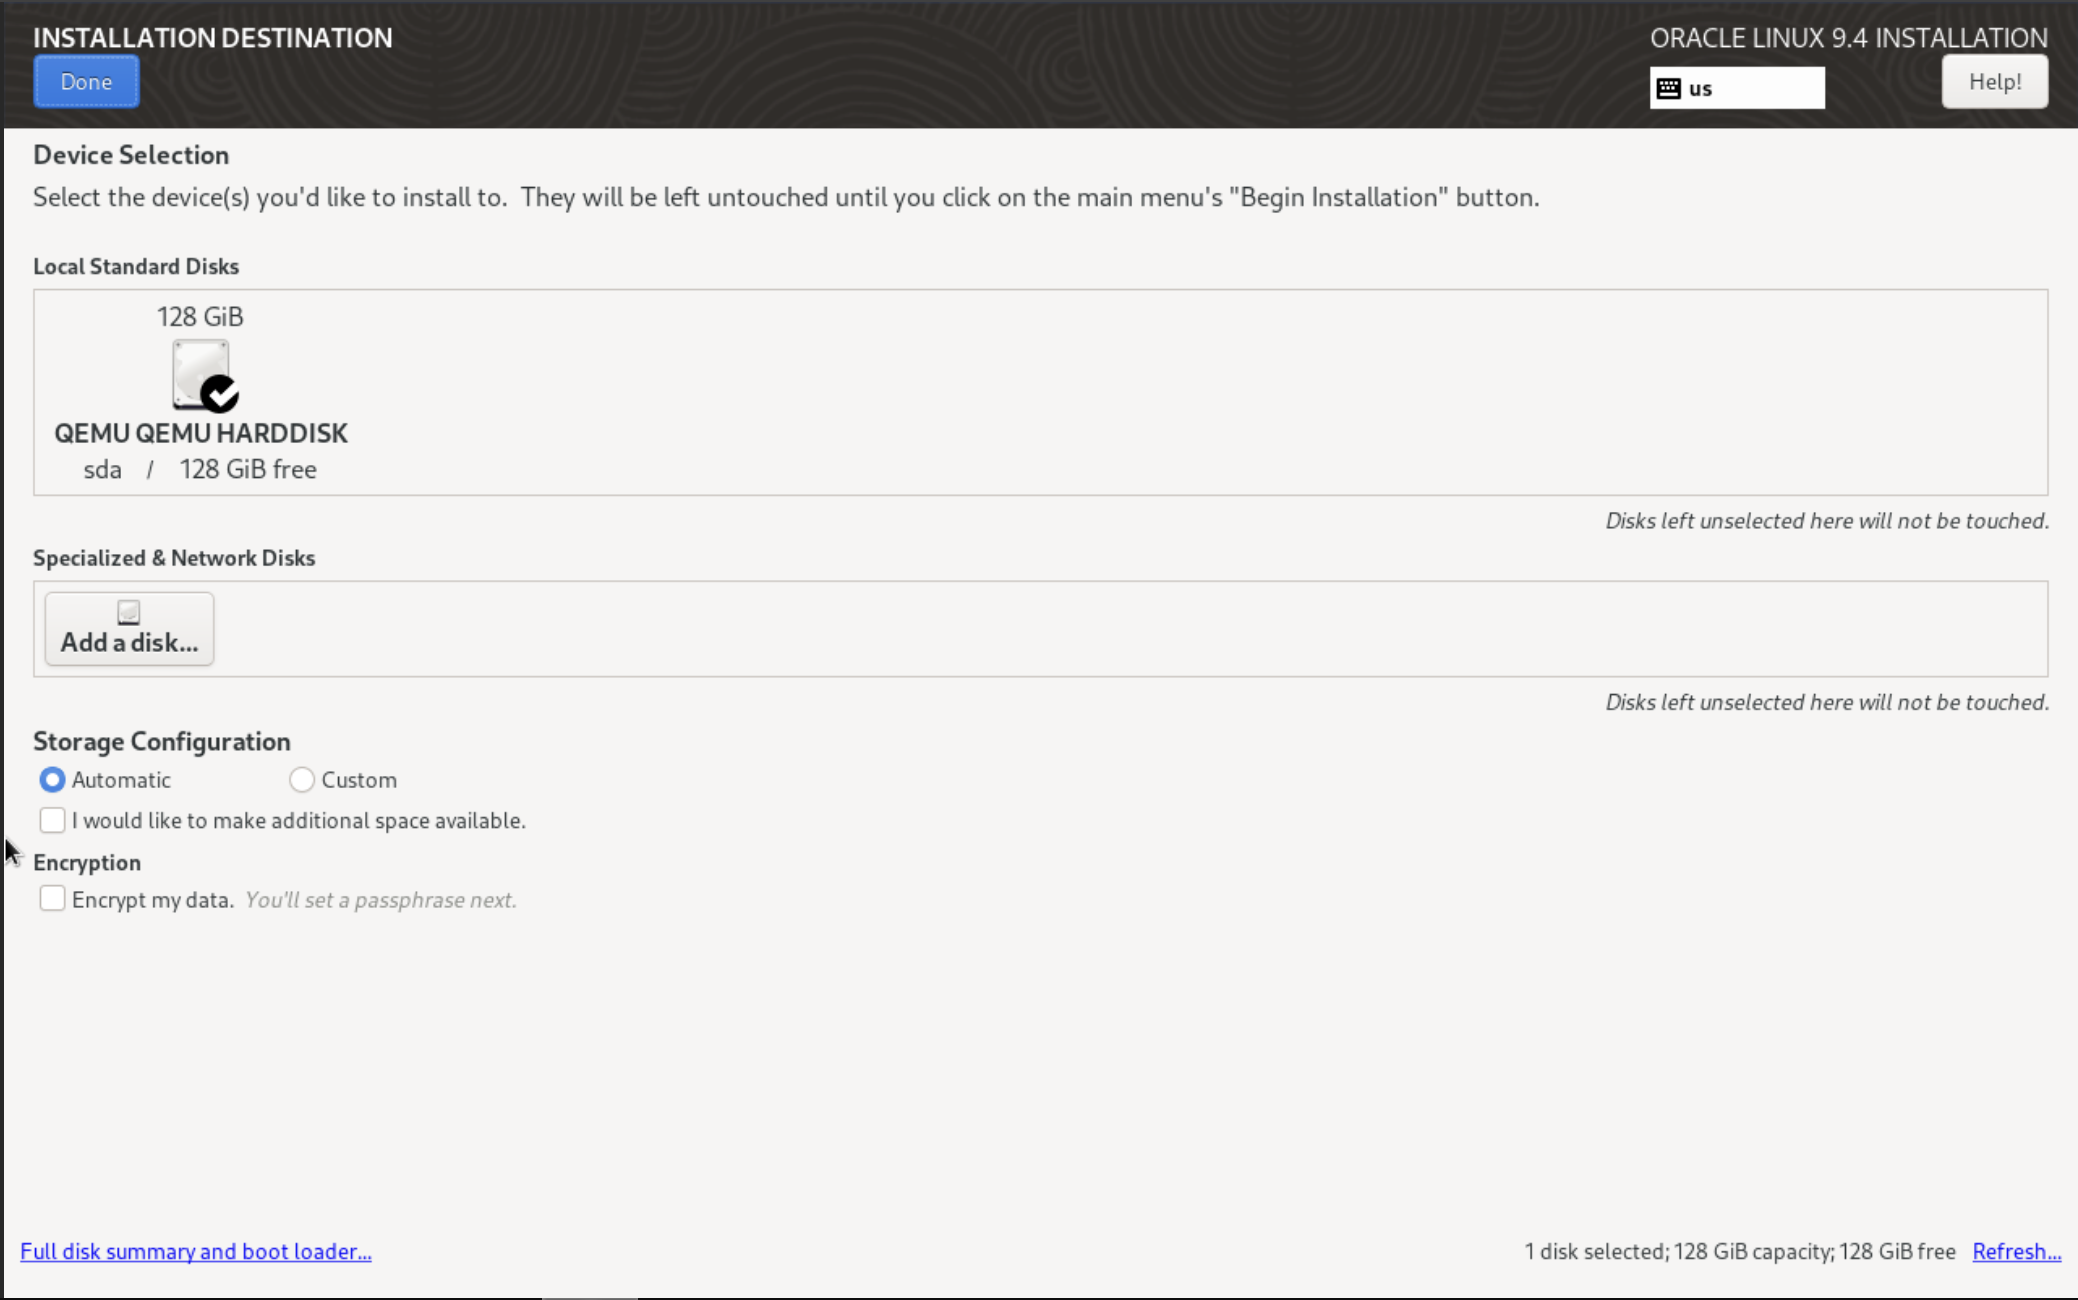 INSTALLATION DESTINATION
ORACLE LINUX 9.4 INSTALLATION
Done
us
Help!
Device Selection
Select the device(s) you'd like to install to.  They will be left untouched until you click on the main menu's "Begin Installation" button.
Local Standard Disks
128 GiB
QEMU QEMU HARDDISK
sda / 128 GiB free
Disks left unselected here will not be touched.
Specialized & Network Disks
Add a disk...
Disks left unselected here will not be touched.
Storage Configuration
Automatic Custom
I would like to make additional space available.
Encryption
Encrypt my data. You'll set a passphrase next.
Full disk summary and boot loader...
1 disk selected; 128 GiB capacity; 128 GiB free Refresh...